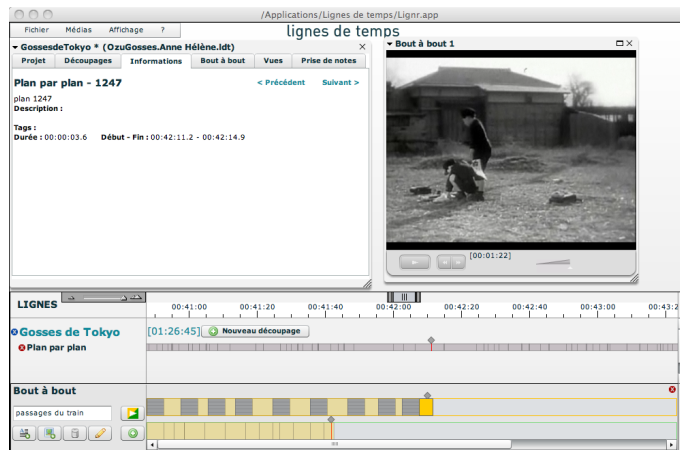 /Applications/Lignes de temps/Lignr.app
Fichier Médias Affichage ?
lignes de temps
GossesdeTokyo * (OzuGosses.Anne Hélène.ldt)
Bout à bout 1
Projet Découpages Informations Bout à bout Vues Prise de notes
Plan par plan - 1247
< Précédent Suivant >
plan 1247
Description :
Tags :
Durée : 00:00:03.6 Début - Fin : 00:42:11.2 - 00:42:14.9
[00:01:22]
LIGNES
00:41:00 00:41:20 00:41:40 00:42:00 00:42:20 00:42:40 00:43:00 00:43:2
Gosses de Tokyo
[01:26:45] Nouveau découpage
Plan par plan
Bout à bout
passages du train